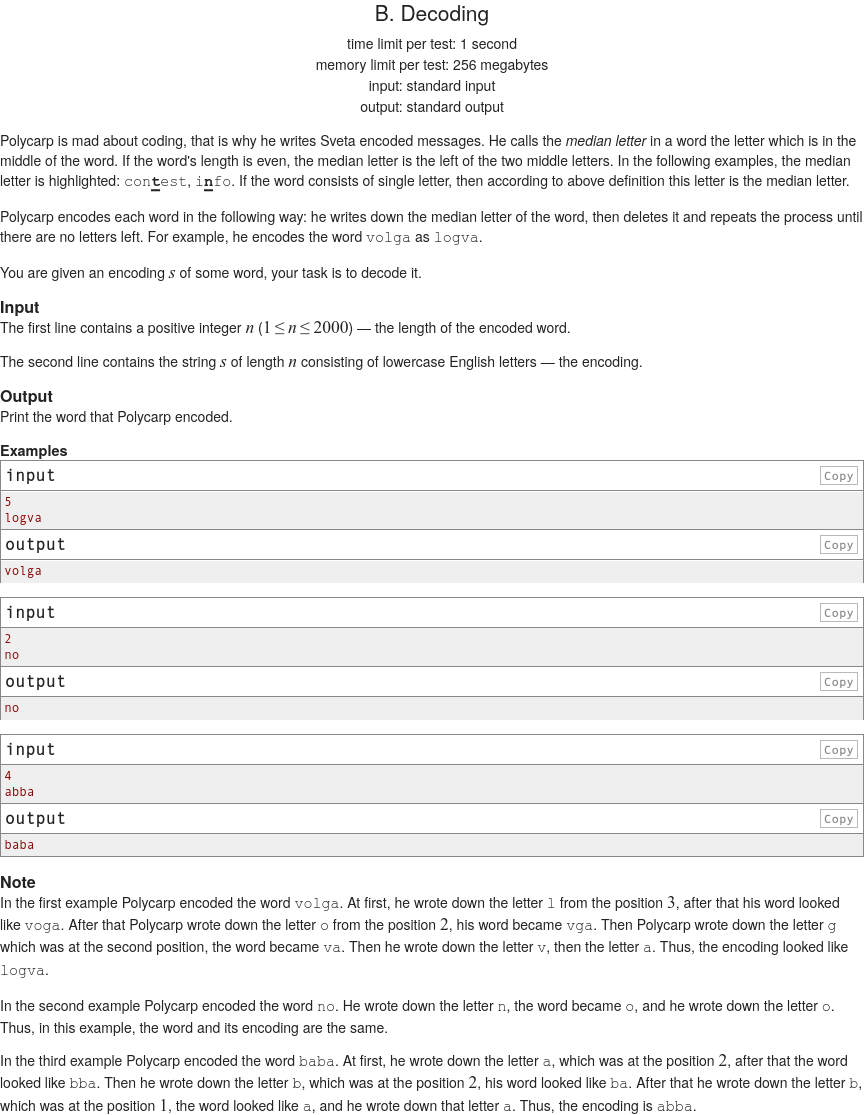 B. Decoding
time limit per test: 1 second
memory limit per test: 256 megabytes
input: standard input
output: standard output
Polycarp is mad about coding, that is why he writes Sveta encoded messages. He calls the median letter in a word the letter which is in the
middle of the word. If the word's length is even, the median letter is the left of the two middle letters. In the following examples, the median
letter is highlighted: contest, info. If the word consists of single letter, then according to above definition this letter is the median letter.
Polycarp encodes each word in the following way: he writes down the median letter of the word, then deletes it and repeats the process until
there are no letters left. For example, he encodes the word volga as logva.
You are given an encoding s of some word, your task is to decode it.
Input
The first line contains a positive integer n (1 ≤ n ≤ 2000) — the length of the encoded word.
The second line contains the string s of length n consisting of lowercase English letters — the encoding.
Output
Print the word that Polycarp encoded.
Examples
input Copy
5
logva
output Copy
volga
input Copy
2
no
output Copy
no
input Copy
4
abba
output Copy
baba
Note
In the first example Polycarp encoded the word volga. At first, he wrote down the letter l from the position 3, after that his word looked
like voga. After that Polycarp wrote down the letter o from the position 2, his word became vga. Then Polycarp wrote down the letter g
which was at the second position, the word became va. Then he wrote down the letter v, then the letter a. Thus, the encoding looked like
logva.
In the second example Polycarp encoded the word no. He wrote down the letter n, the word became o, and he wrote down the letter o.
Thus, in this example, the word and its encoding are the same.
In the third example Polycarp encoded the word baba. At first, he wrote down the letter a, which was at the position 2, after that the word
looked like bba. Then he wrote down the letter b, which was at the position 2, his word looked like ba. After that he wrote down the letter b,
which was at the position 1, the word looked like a, and he wrote down that letter a. Thus, the encoding is abba.